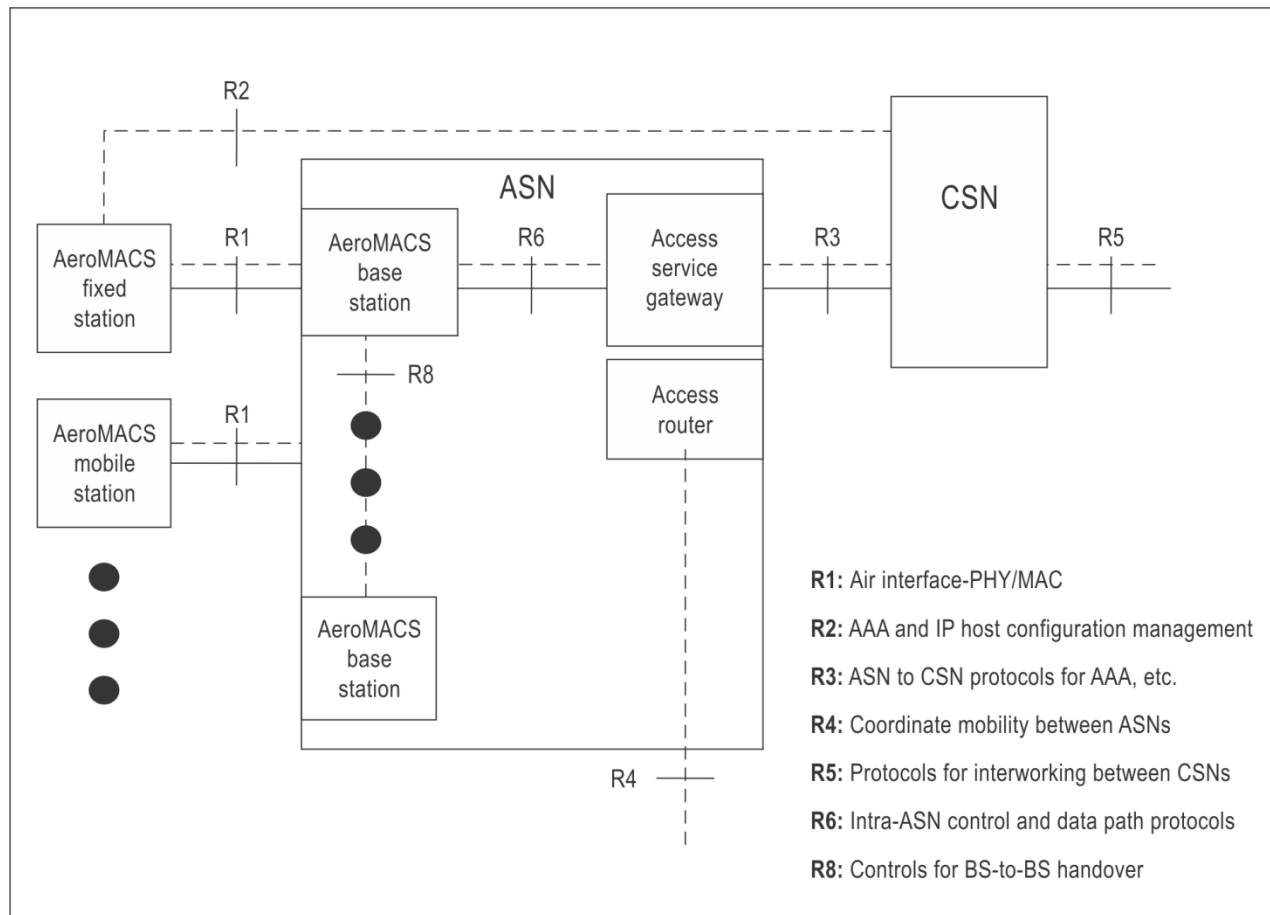 R2
ASN
CSN
AeroMACS
fixed
station
R1
AeroMACS
base
station
R6
Access
service
gateway
R3
R5
R8
AeroMACS
mobile
station
R1
Access
router
AeroMACS
base
station
R4
R1: Air interface-PHY/MAC
R2: AAA and IP host configuration management
R3: ASN to CSN protocols for AAA, etc.
R4: Coordinate mobility between ASNs
R5: Protocols for interworking between CSNs
R6: Intra-ASN control and data path protocols
R8: Controls for BS-to-BS handover